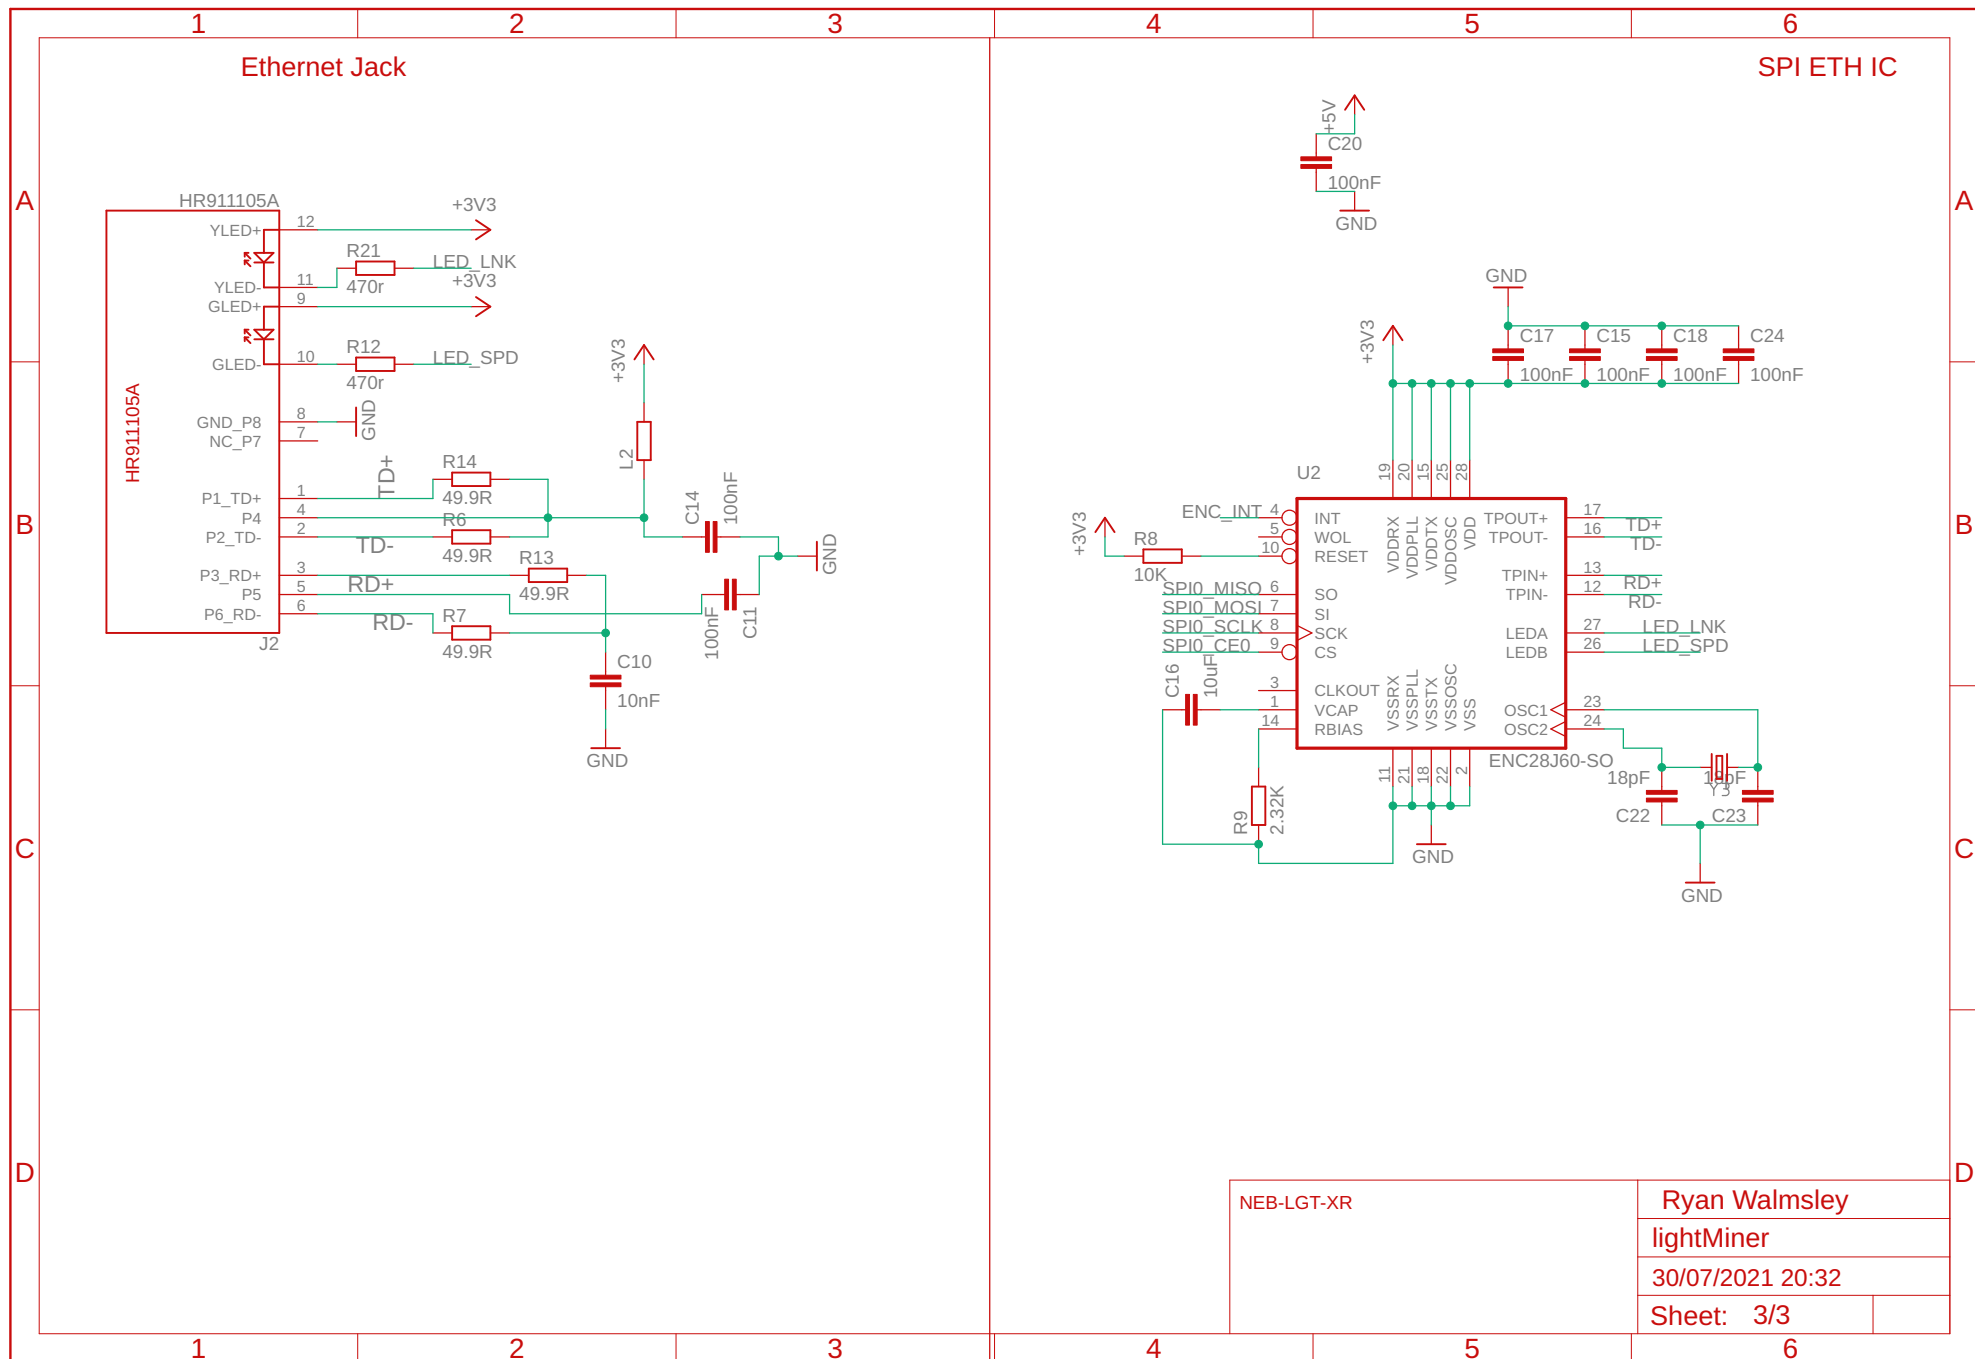 1 2 3 4 5 6
Ethernet Jack
SPI ETH IC
A
A
B
B
C
C
D
D
HR911105A
HR911105A
J2
YLED+ 12
+3V3
YLED- 11
R21
470r
LED_LNK
GLED+ 9
+3V3
GLED- 10
R12
470r
LED_SPD
GND_P8 8
GND
NC_P7 7
P1_TD+ 1
TD+
R14
49.9R
P4 4
P2_TD- 2
TD-
R6
49.9R
P3_RD+ 3
RD+
R13
49.9R
P5 5
P6_RD- 6
RD-
R7
49.9R
+3V3
L2
C14
100nF
GND
C11
100nF
C10
10nF
GND
+5V
C20
100nF
GND
GND
+3V3
C17
100nF
C15
100nF
C18
100nF
C24
100nF
U2
19 20 15 25 28
VDDRX VDDPLL VDDTX VDDOSC VDD
ENC_INT 4 INT
5 WOL
+3V3
R8
10K
10 RESET
SPI0_MISO 6 SO
SPI0_MOSI 7 SI
SPI0_SCLK 8 SCK
SPI0_CE0 9 CS
C16
10uF
3 CLKOUT
1 VCAP
14 RBIAS
R9
2.32K
TPOUT+ 17 TD+
TPOUT- 16 TD-
TPIN+ 13 RD+
TPIN- 12 RD-
LEDA 27 LED_LNK
LEDB 26 LED_SPD
OSC1 23
OSC2 24
VSSRX VSSPLL VSSTX VSSOSC VSS
11 21 18 22 2
ENC28J60-SO
GND
18pF
C22
Y3
18pF
C23
GND
NEB-LGT-XR
Ryan Walmsley
lightMiner
30/07/2021 20:32
Sheet: 3/3
1 2 3 4 5 6